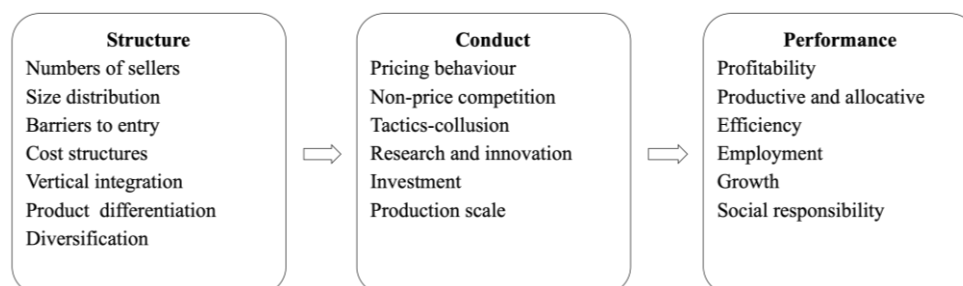 Structure
Numbers of sellers
Size distribution
Barriers to entry
Cost structures
Vertical integration
Product differentiation
Diversification
Conduct
Pricing behaviour
Non-price competition
Tactics-collusion
Research and innovation
Investment
Production scale
Performance
Profitability
Productive and allocative
Efficiency
Employment
Growth
Social responsibility